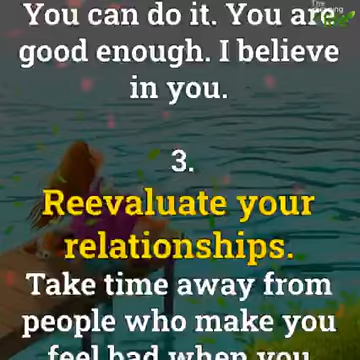 You can do it. You are
good enough. I believe
in you.
3.
Reevaluate your
relationships.
Take time away from
people who make you
feel bad when you